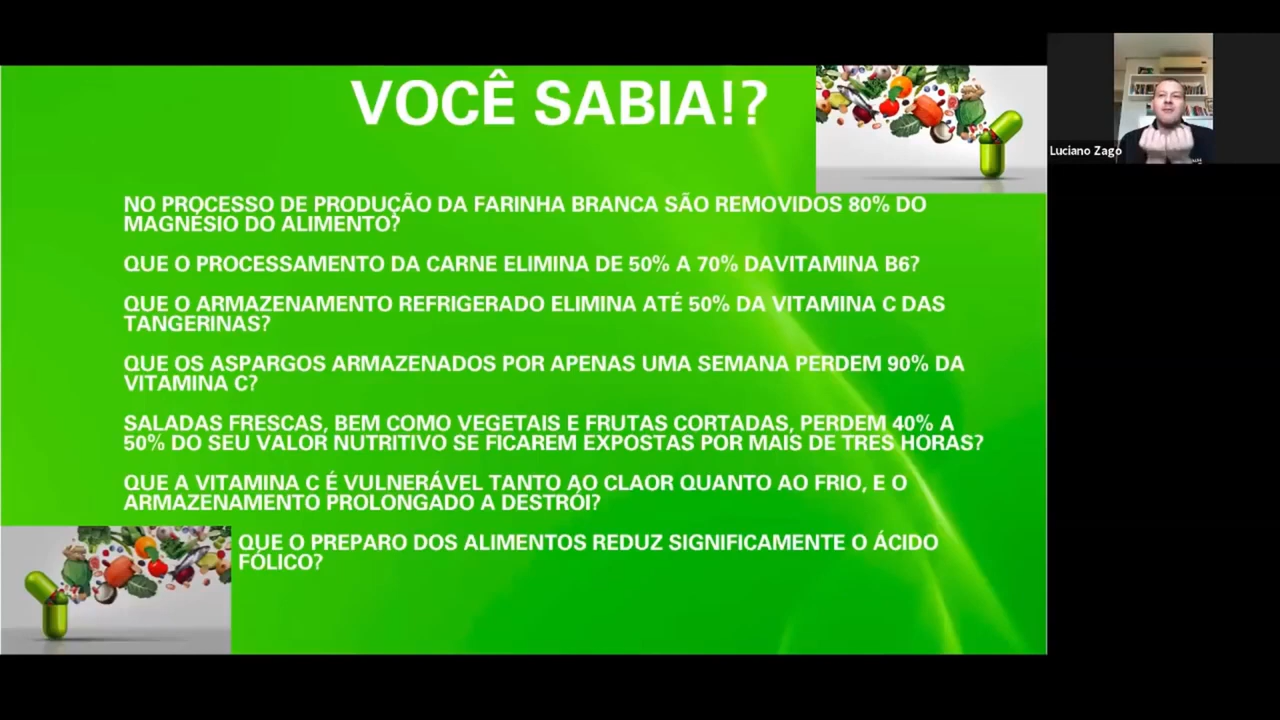 VOCÊ SABIA!?
NO PROCESSO DE PRODUÇÃO DA FARINHA BRANCA SÃO REMOVIDOS 80% DO
MAGNÉSIO DO ALIMENTO?
QUE O PROCESSAMENTO DA CARNE ELIMINA DE 50% A 70% DAVITAMINA B6?
QUE O ARMAZENAMENTO REFRIGERADO ELIMINA ATÉ 50% DA VITAMINA C DAS
TANGERINAS?
QUE OS ASPARGOS ARMAZENADOS POR APENAS UMA SEMANA PERDEM 90% DA
VITAMINA C?
SALADAS FRESCAS, BEM COMO VEGETAIS E FRUTAS CORTADAS, PERDEM 40% A
50% DO SEU VALOR NUTRITIVO SE FICAREM EXPOSTAS POR MAIS DE TRES HORAS?
QUE A VITAMINA C É VULNERÁVEL TANTO AO CLAOR QUANTO AO FRIO, E O
ARMAZENAMENTO PROLONGADO A DESTRÓI?
QUE O PREPARO DOS ALIMENTOS REDUZ SIGNIFICAMENTE O ÁCIDO
FÓLICO?
Luciano Zago